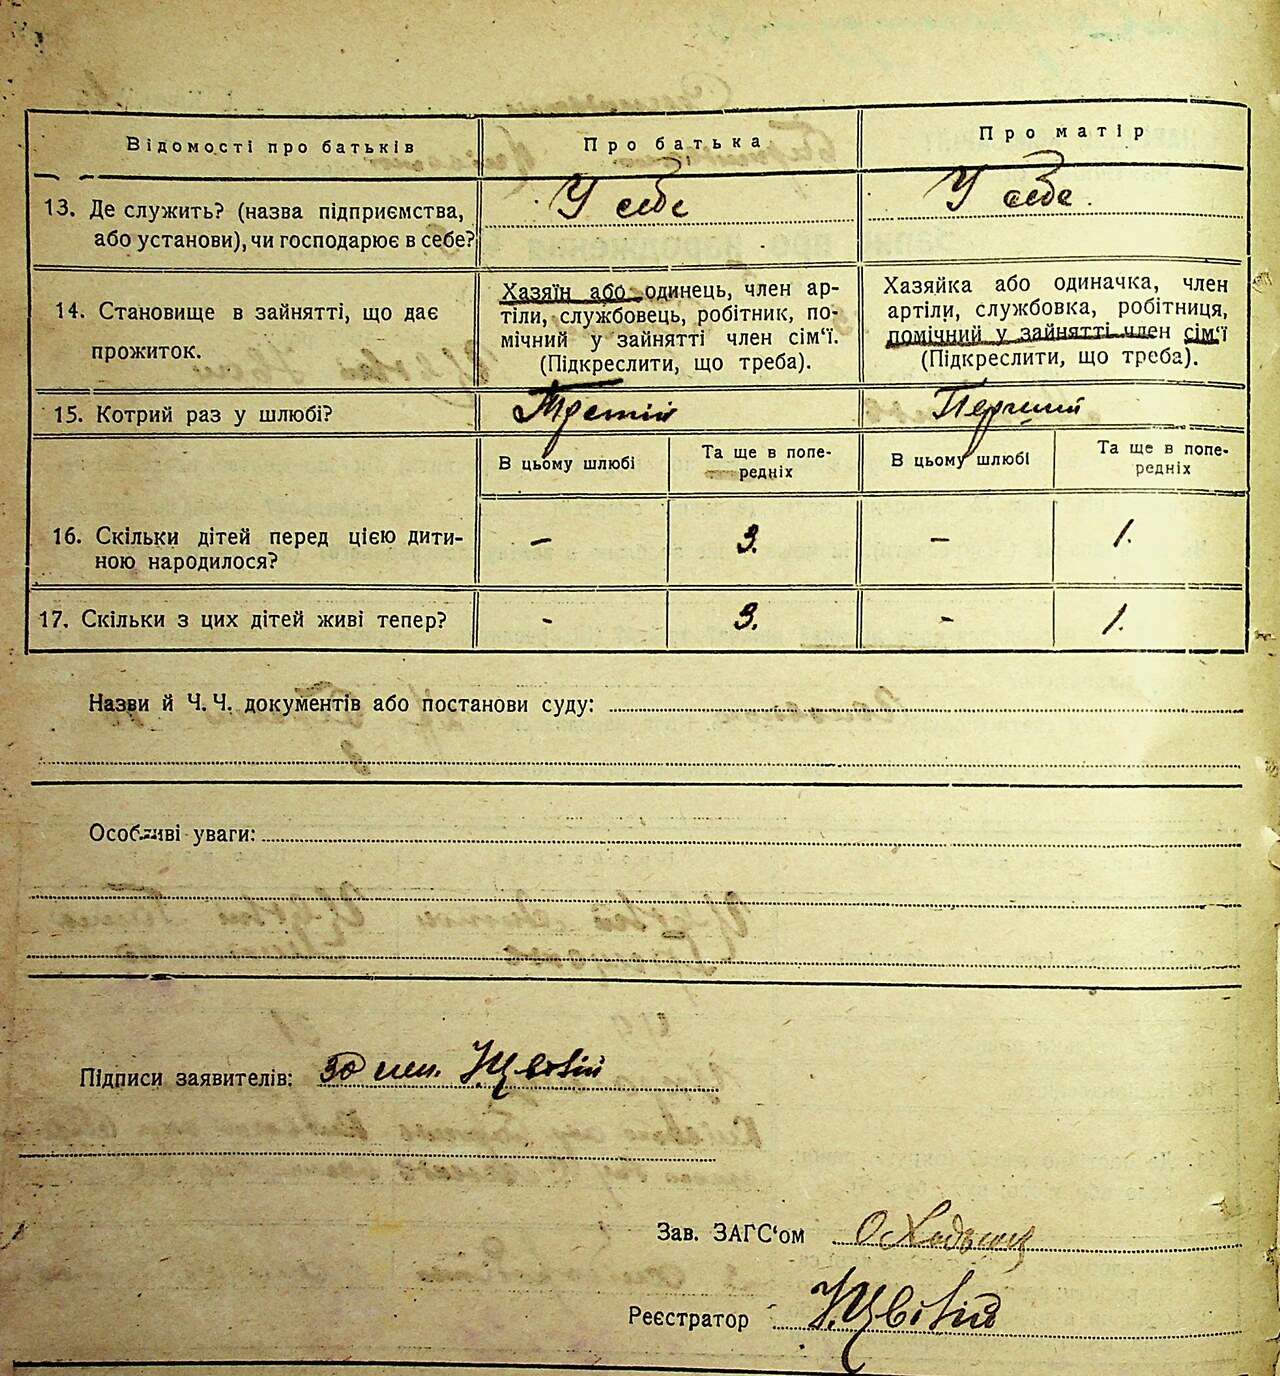 Відомості про батьків
Про батька
Про матір
13. Де служить? (назва підприємства,
або установи), чи господарює в себе?
У себе
У себе.
14. Становище в зайнятті, що дає
прожиток.
Хазяїн або одинець, член ар-
тіли, службовець, робітник, по-
мічний у зайнятті член сім'ї.
(Підкреслити, що треба).
Хазяйка або одиначка, член
артіли, службовка, робітниця,
помічний у зайнятті член сім'ї
(Підкреслити, що треба).
15. Котрий раз у шлюбі?
Третій
Перший
В цьому шлюбі
Та ще в попе-
редніх
В цьому шлюбі
Та ще в попе-
редніх
16. Скільки дітей перед цією дити-
ною народилося?
– 3. – 1.
17. Скільки з цих дітей живі тепер?
- 3. - 1.
Назви й Ч. Ч. документів або постанови суду:
Особливі уваги:
Підписи заявителів:
Зав. ЗАГС'ом
Реєстратор